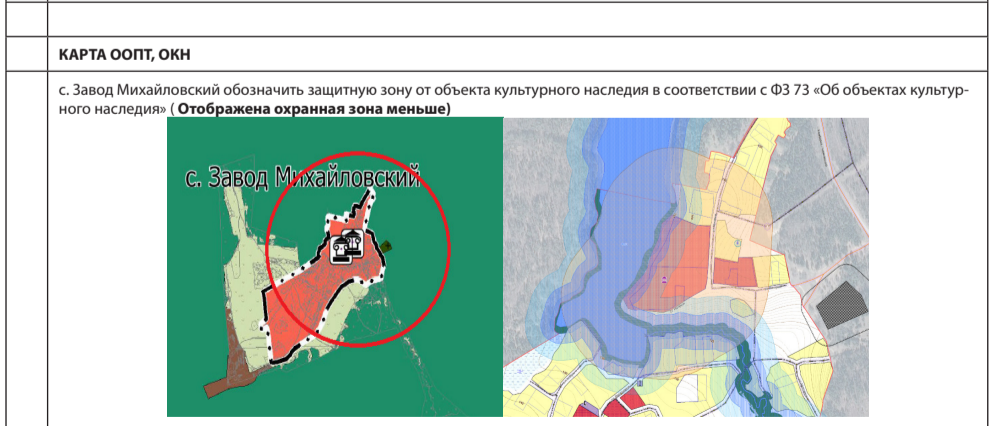 КАРТА ООПТ, ОКН
с. Завод Михайловский обозначить защитную зону от объекта культурного наследия в соответствии с ФЗ 73 «Об объектах культур-
ного наследия» ( Отображена охранная зона меньше)
с. Завод Михайловский